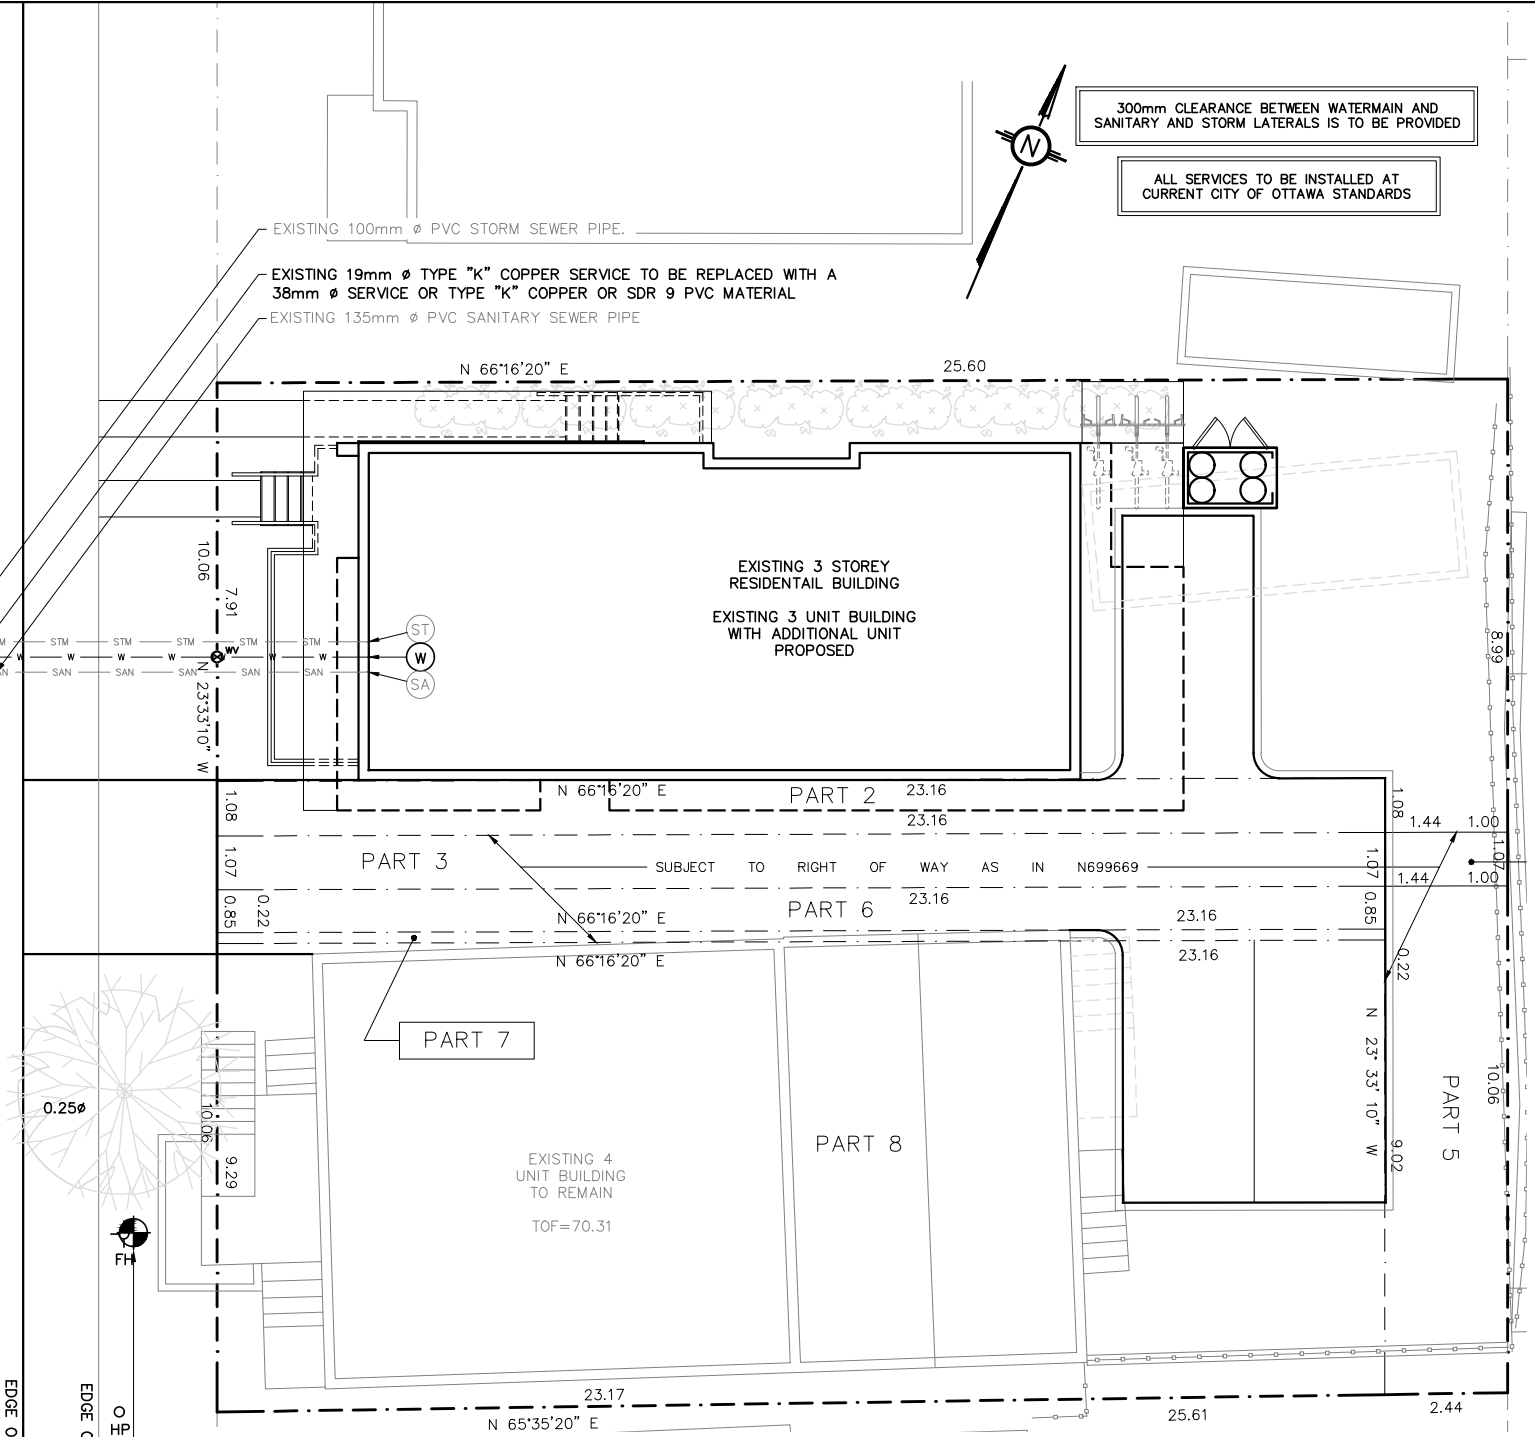 300mm CLEARANCE BETWEEN WATERMAIN AND
SANITARY AND STORM LATERALS IS TO BE PROVIDED
ALL SERVICES TO BE INSTALLED AT
CURRENT CITY OF OTTAWA STANDARDS
N
EXISTING 100mm ø PVC STORM SEWER PIPE.
EXISTING 19mm ø TYPE "K" COPPER SERVICE TO BE REPLACED WITH A
38mm ø SERVICE OR TYPE "K" COPPER OR SDR 9 PVC MATERIAL
EXISTING 135mm ø PVC SANITARY SEWER PIPE
N 66°16'20" E
25.60
10.06
7.91
EXISTING 3 STOREY
RESIDENTAIL BUILDING
EXISTING 3 UNIT BUILDING
WITH ADDITIONAL UNIT
PROPOSED
8.99
STM STM STM STM STM
W W W W W W
SAN SAN SAN SAN SAN
WV
ST
W
SA
N 23°33'10" W
N 66°16'20" E
PART 2
23.16
23.16
1.08
1.08
1.44
1.00
PART 3
1.07
SUBJECT TO RIGHT OF WAY AS IN N699669
1.07
1.07
1.44
1.00
0.85
0.22
N 66°16'20" E
PART 6
23.16
23.16
0.85
N 66°16'20" E
23.16
0.22
PART 7
N 23° 33' 10" W
10.06
PART 5
0.25ø
10.06
9.29
EXISTING 4
UNIT BUILDING
TO REMAIN
TOF=70.31
PART 8
9.02
FH
HP
EDGE O
EDGE
23.17
N 65°35'20" E
25.61
2.44